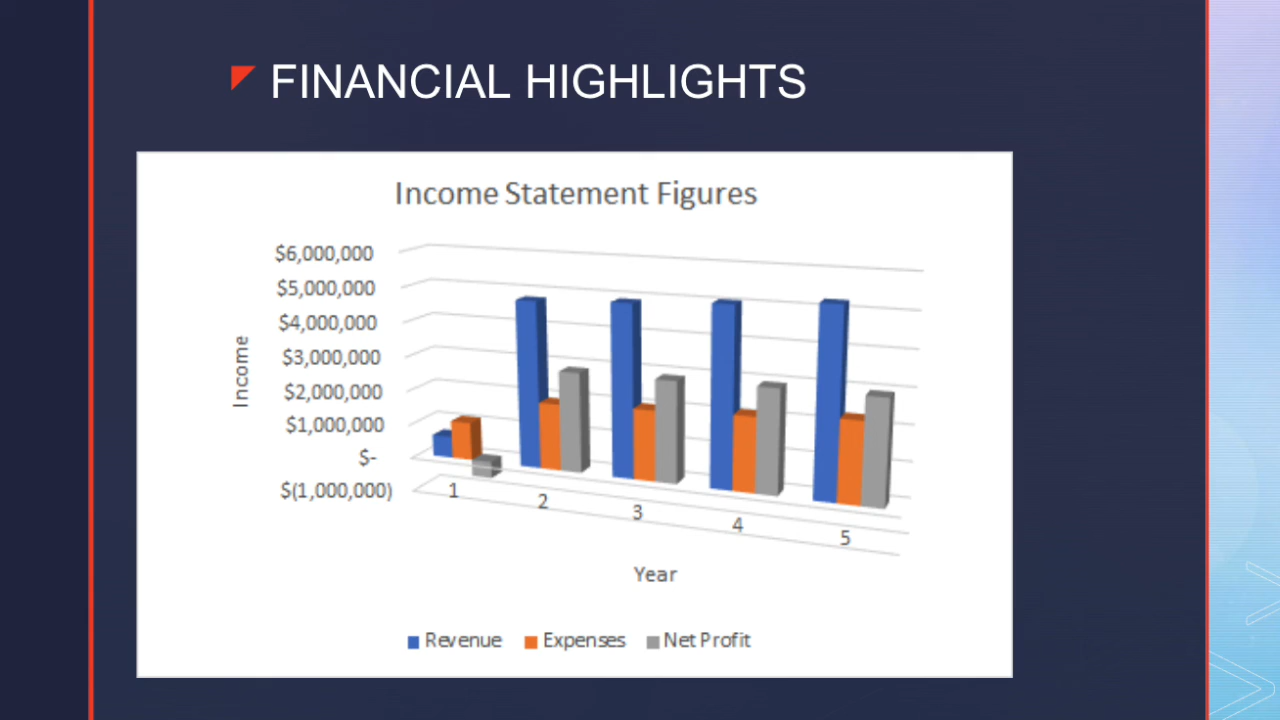 FINANCIAL HIGHLIGHTS
Income Statement Figures
$6,000,000
$5,000,000
$4,000,000
$3,000,000
$2,000,000
$1,000,000
$-
$(1,000,000)
Income
1 2 3 4 5
Year
Revenue Expenses Net Profit